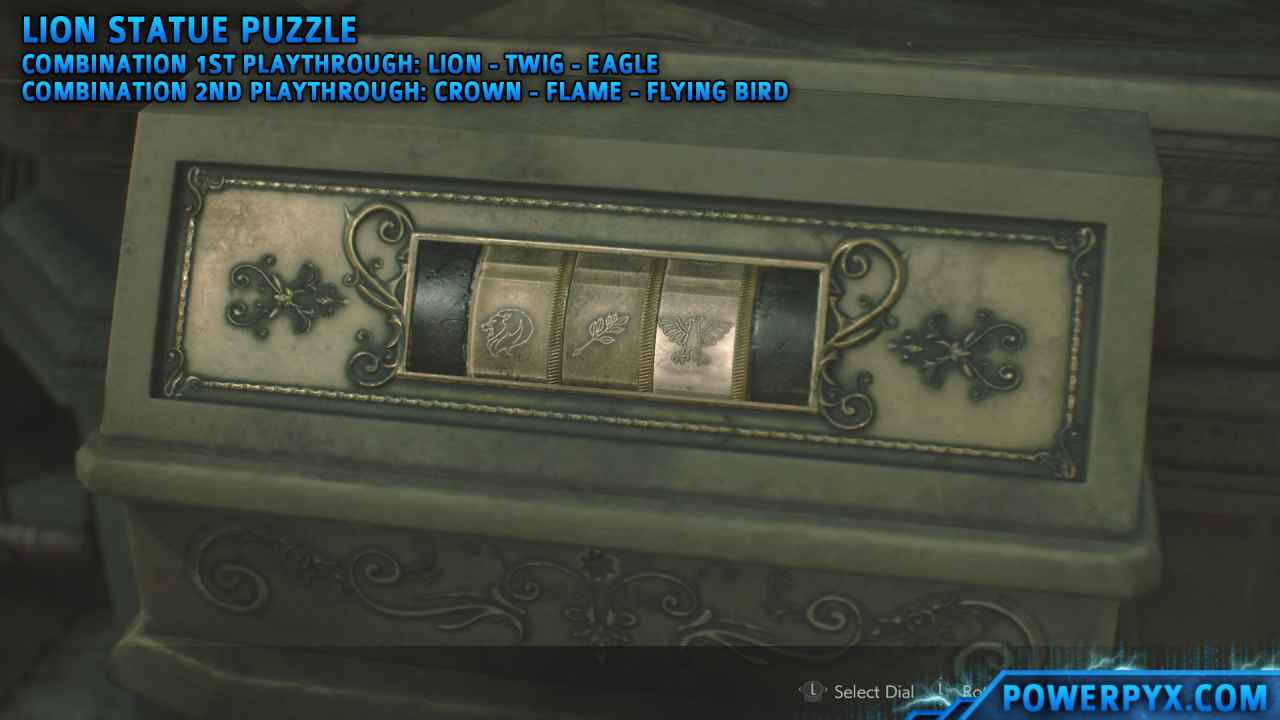 LION STATUE PUZZLE
COMBINATION 1ST PLAYTHROUGH: LION - TWIG - EAGLE
COMBINATION 2ND PLAYTHROUGH: CROWN - FLAME - FLYING BIRD
L Select Dial L
POWERPYX.COM